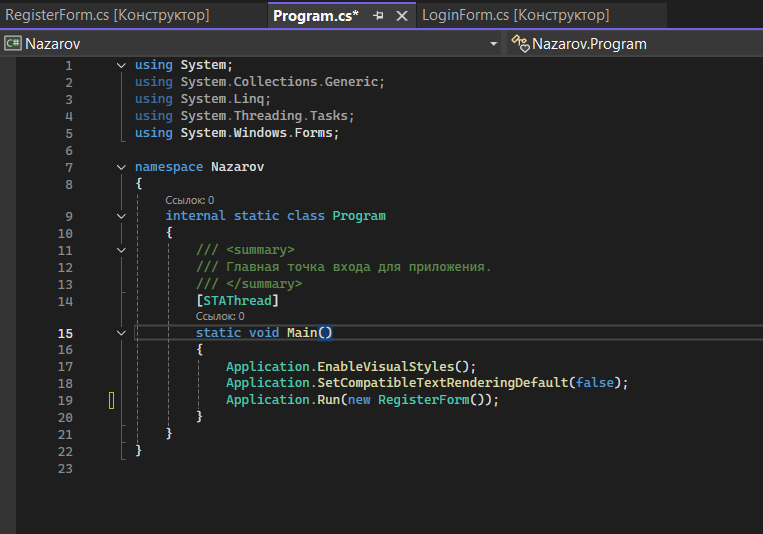 RegisterForm.cs [Конструктор]
Program.cs*
LoginForm.cs [Конструктор]
C# Nazarov
Nazarov.Program
1 using System;
2 using System.Collections.Generic;
3 using System.Linq;
4 using System.Threading.Tasks;
5 using System.Windows.Forms;
6
7 namespace Nazarov
8 {
Ссылок: 0
9 internal static class Program
10 {
11 /// <summary>
12 /// Главная точка входа для приложения.
13 /// </summary>
14 [STAThread]
Ссылок: 0
15 static void Main()
16 {
17 Application.EnableVisualStyles();
18 Application.SetCompatibleTextRenderingDefault(false);
19 Application.Run(new RegisterForm());
20 }
21 }
22 }
23